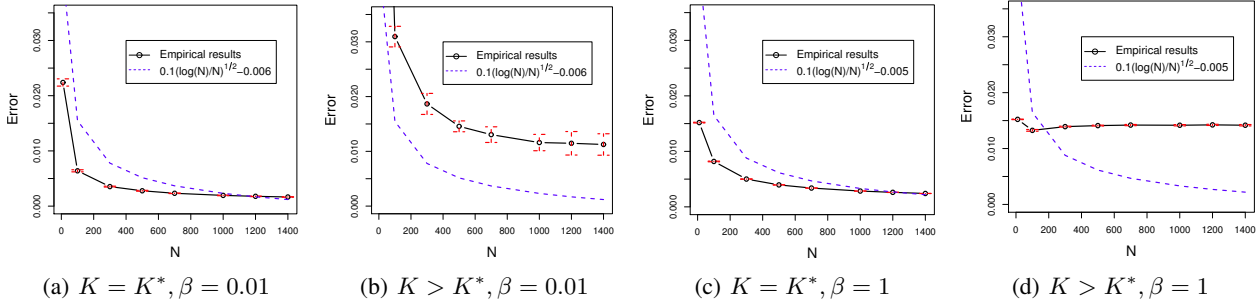 Error
0.030
0.020
0.010
0.000
Empirical results
0.1(log(N)/N)^{1/2}−0.006
0 200 400 600 800 1000 1200 1400
N
(a) K = K*, β = 0.01
Error
0.030
0.020
0.010
0.000
Empirical results
0.1(log(N)/N)^{1/2}−0.006
0 200 400 600 800 1000 1200 1400
N
(b) K > K*, β = 0.01
Error
0.030
0.020
0.010
0.000
Empirical results
0.1(log(N)/N)^{1/2}−0.005
0 200 400 600 800 1000 1200 1400
N
(c) K = K*, β = 1
Error
0.030
0.020
0.010
0.000
Empirical results
0.1(log(N)/N)^{1/2}−0.005
0 200 400 600 800 1000 1200 1400
N
(d) K > K*, β = 1